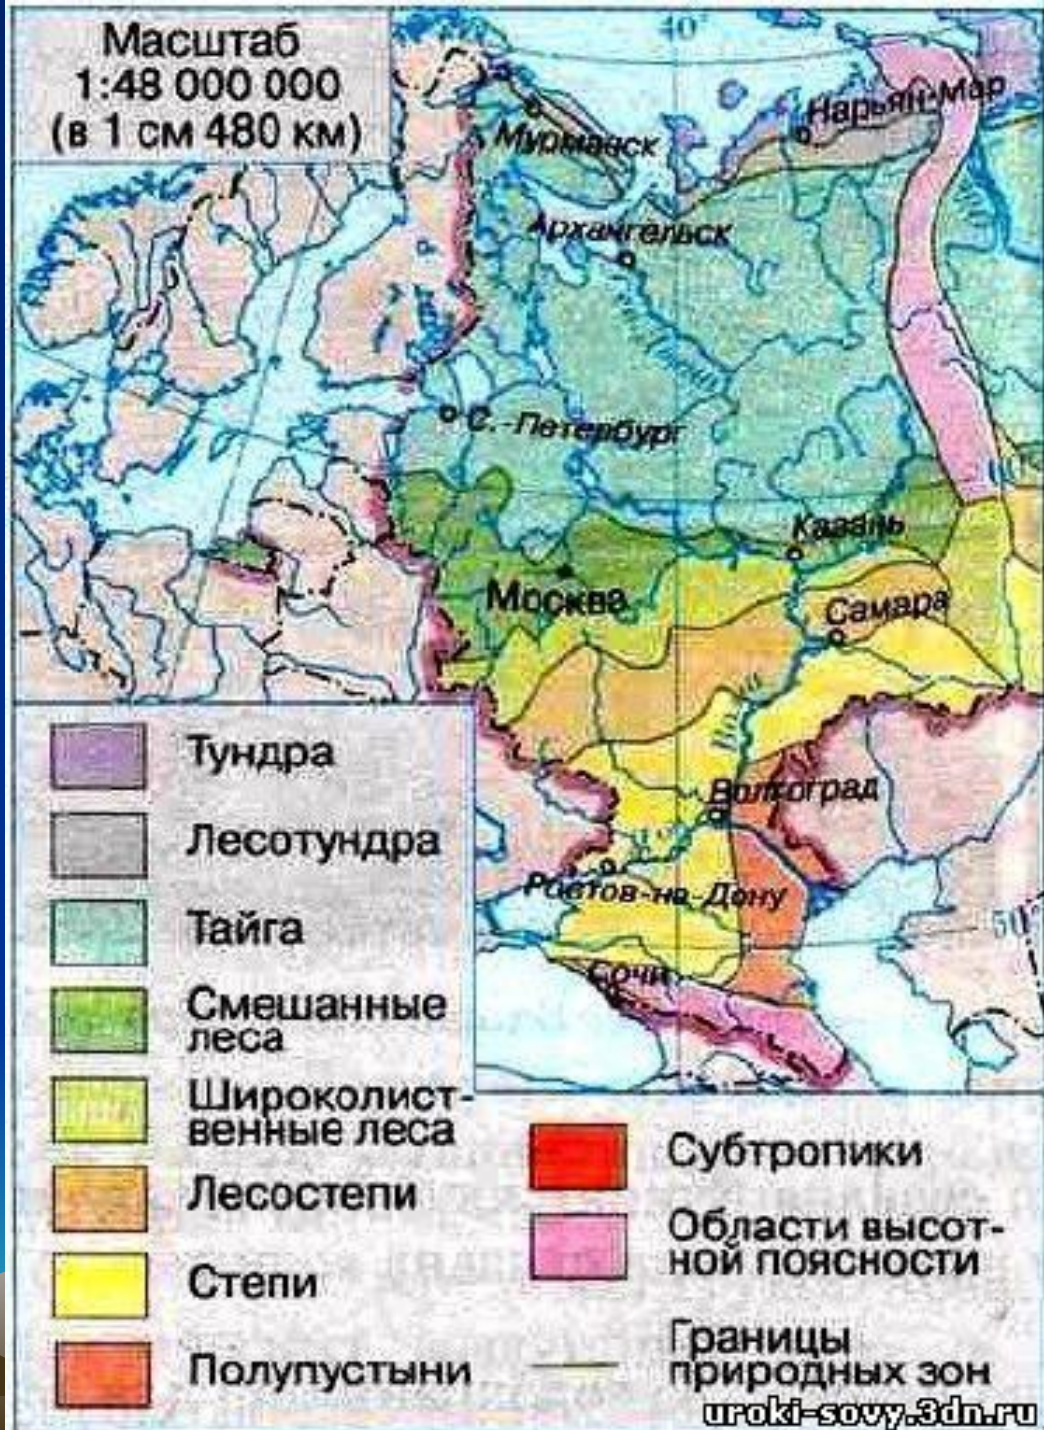 Масштаб
1:48 000 000
(в 1 см 480 км)
40°
Нарьян-Мар
Мурманск
Архангельск
С.-Петербург
Казань
Москва
Самара
Волгоград
Ростов-на-Дону
50°
Сочи
Тундра
Лесотундра
Тайга
Смешанные
леса
Широколист-
венные леса
Лесостепи
Степи
Полупустыни
Субтропики
Области высот-
ной поясности
Границы
природных зон
uroki-sovy.3dn.ru